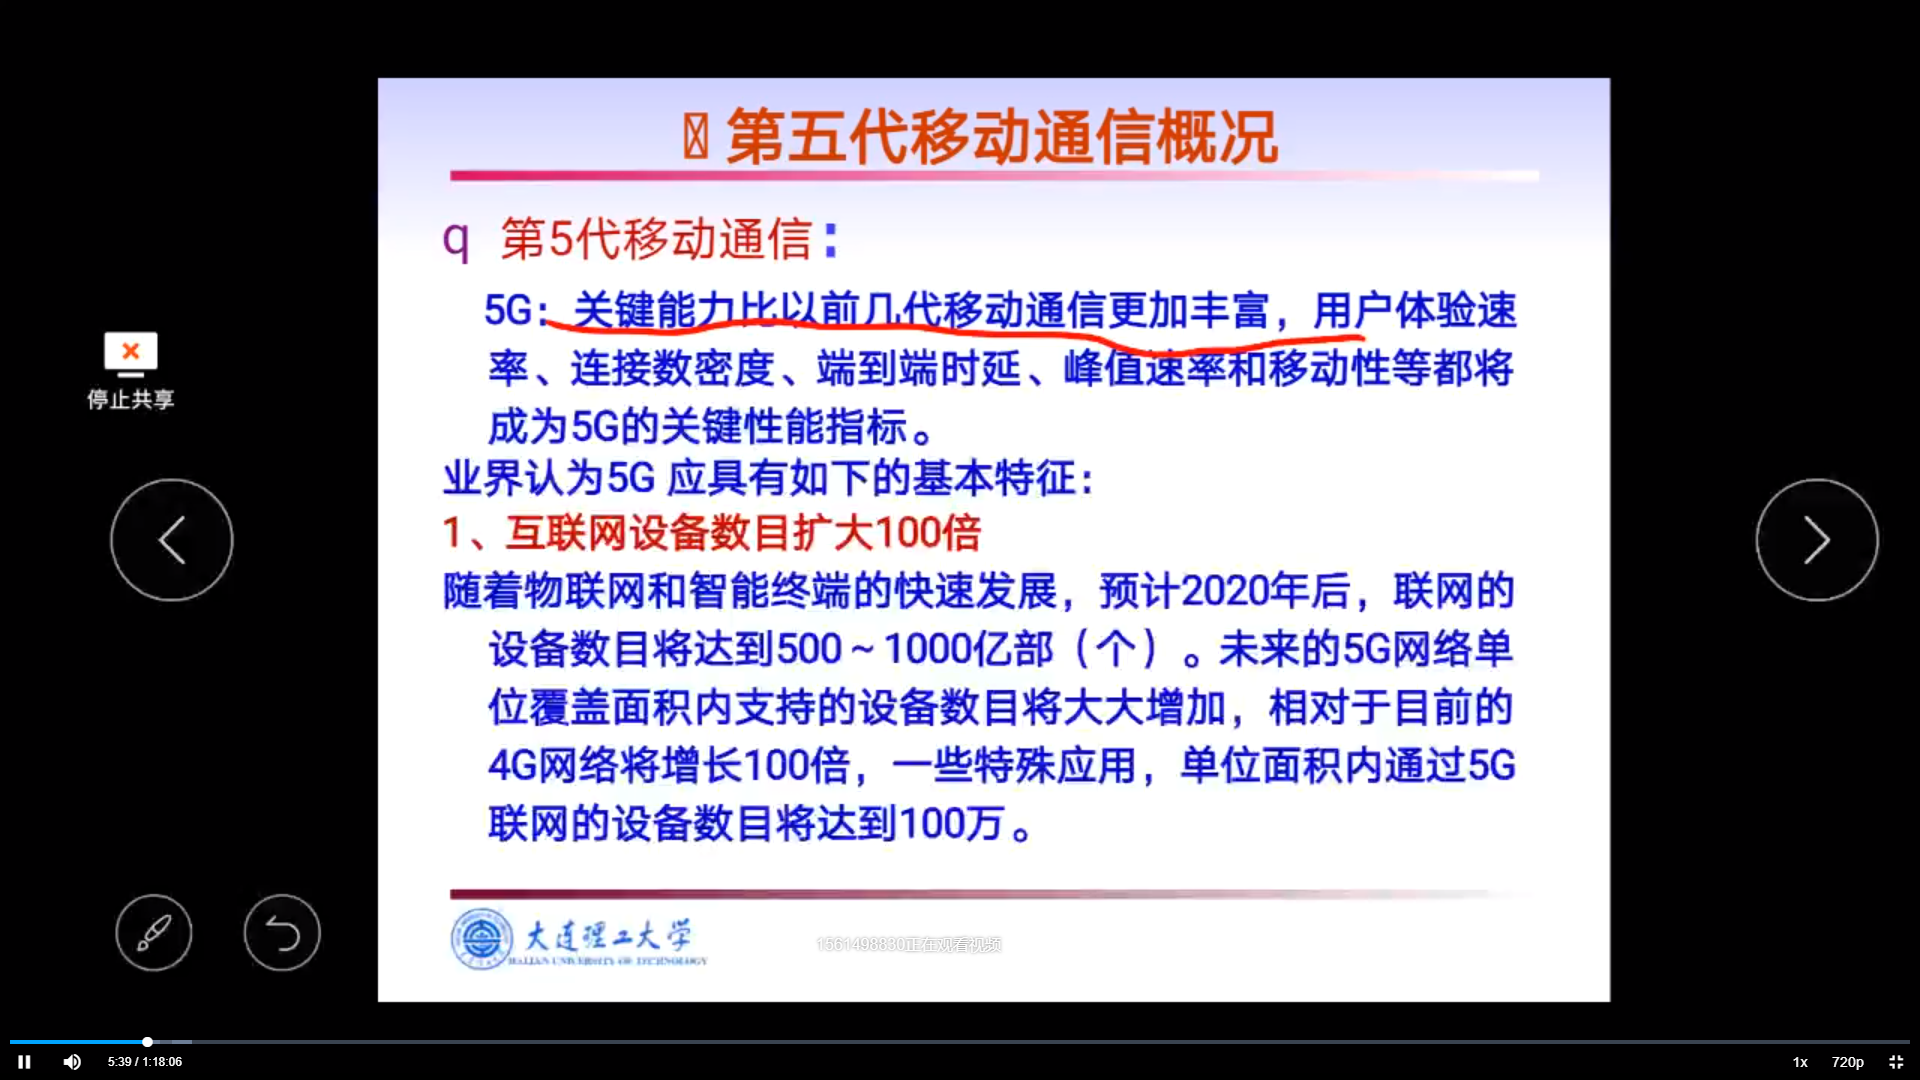 第五代移动通信概况
q 第5代移动通信：
5G：关键能力比以前几代移动通信更加丰富，用户体验速
率、连接数密度、端到端时延、峰值速率和移动性等都将
成为5G的关键性能指标。
业界认为5G 应具有如下的基本特征：
1、互联网设备数目扩大100倍
随着物联网和智能终端的快速发展，预计2020年后，联网的
设备数目将达到500～1000亿部（个）。未来的5G网络单
位覆盖面积内支持的设备数目将大大增加，相对于目前的
4G网络将增长100倍，一些特殊应用，单位面积内通过5G
联网的设备数目将达到100万。
停止共享
大连理工大学
DALIAN UNIVERSITY OF TECHNOLOGY
1561498830正在观看视频
5:39 / 1:18:06
1x
720p